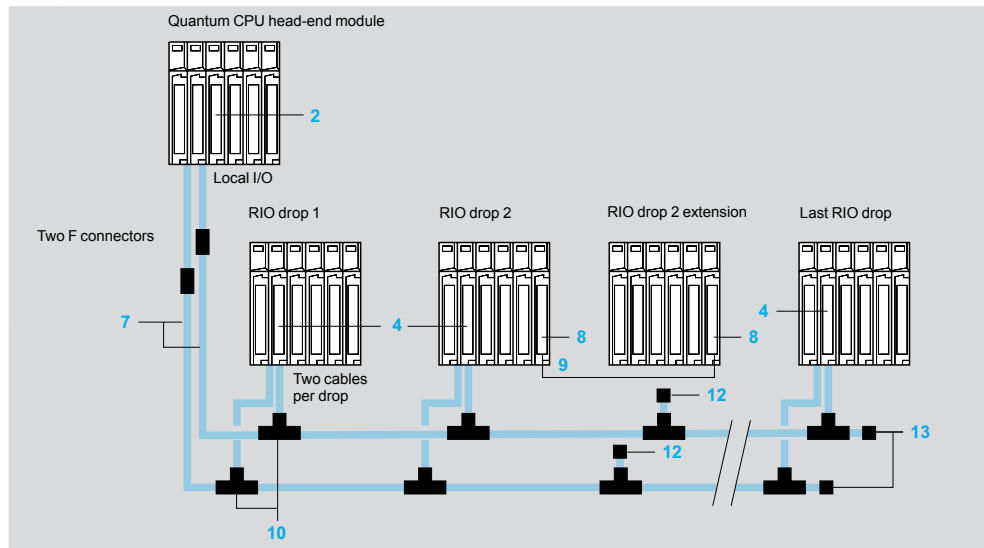 Quantum CPU head-end module
2
Local I/O
RIO drop 1
RIO drop 2
RIO drop 2 extension
Last RIO drop
Two F connectors
7
4
8
9
8
4
Two cables
per drop
12
12
13
10